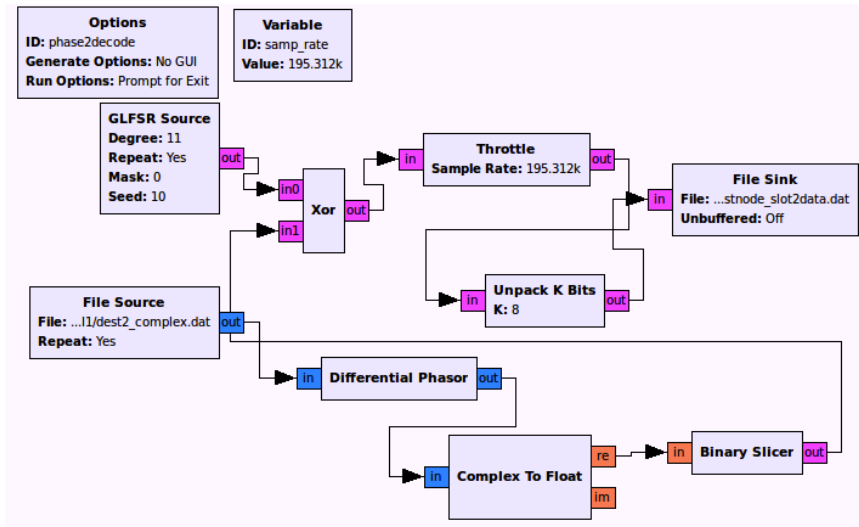 Options
ID: phase2decode
Generate Options: No GUI
Run Options: Prompt for Exit
Variable
ID: samp_rate
Value: 195.312k
GLFSR Source
Degree: 11
Repeat: Yes
Mask: 0
Seed: 10
out
in0
in1
Xor
out
in
Throttle
Sample Rate: 195.312k
out
in
File Sink
File: ...stnode_slot2data.dat
Unbuffered: Off
in
Unpack K Bits
K: 8
out
File Source
File: ...l1/dest2_complex.dat
Repeat: Yes
out
in
Differential Phasor
out
in
Complex To Float
re
im
in
Binary Slicer
out